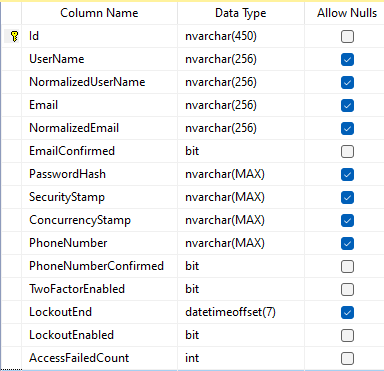 Column Name Data Type Allow Nulls
Id nvarchar(450)
UserName nvarchar(256)
NormalizedUserName nvarchar(256)
Email nvarchar(256)
NormalizedEmail nvarchar(256)
EmailConfirmed bit
PasswordHash nvarchar(MAX)
SecurityStamp nvarchar(MAX)
ConcurrencyStamp nvarchar(MAX)
PhoneNumber nvarchar(MAX)
PhoneNumberConfirmed bit
TwoFactorEnabled bit
LockoutEnd datetimeoffset(7)
LockoutEnabled bit
AccessFailedCount int